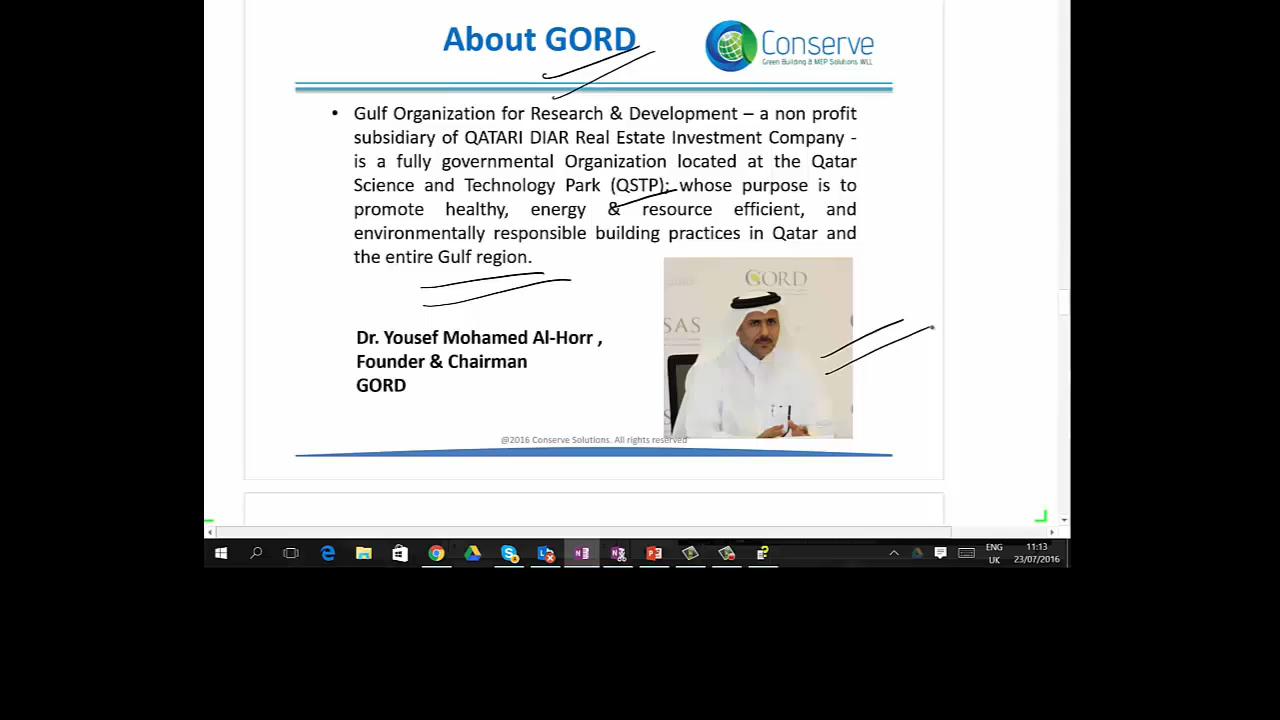 About GORD
Conserve
Green Building & MEP Solutions WLL
• Gulf Organization for Research & Development – a non profit
subsidiary of QATARI DIAR Real Estate Investment Company -
is a fully governmental Organization located at the Qatar
Science and Technology Park (QSTP); whose purpose is to
promote healthy, energy & resource efficient, and
environmentally responsible building practices in Qatar and
the entire Gulf region.
GORD
SAS
Dr. Yousef Mohamed Al-Horr ,
Founder & Chairman
GORD
@2016 Conserve Solutions. All rights reserved
ENG
UK
11:13
23/07/2016